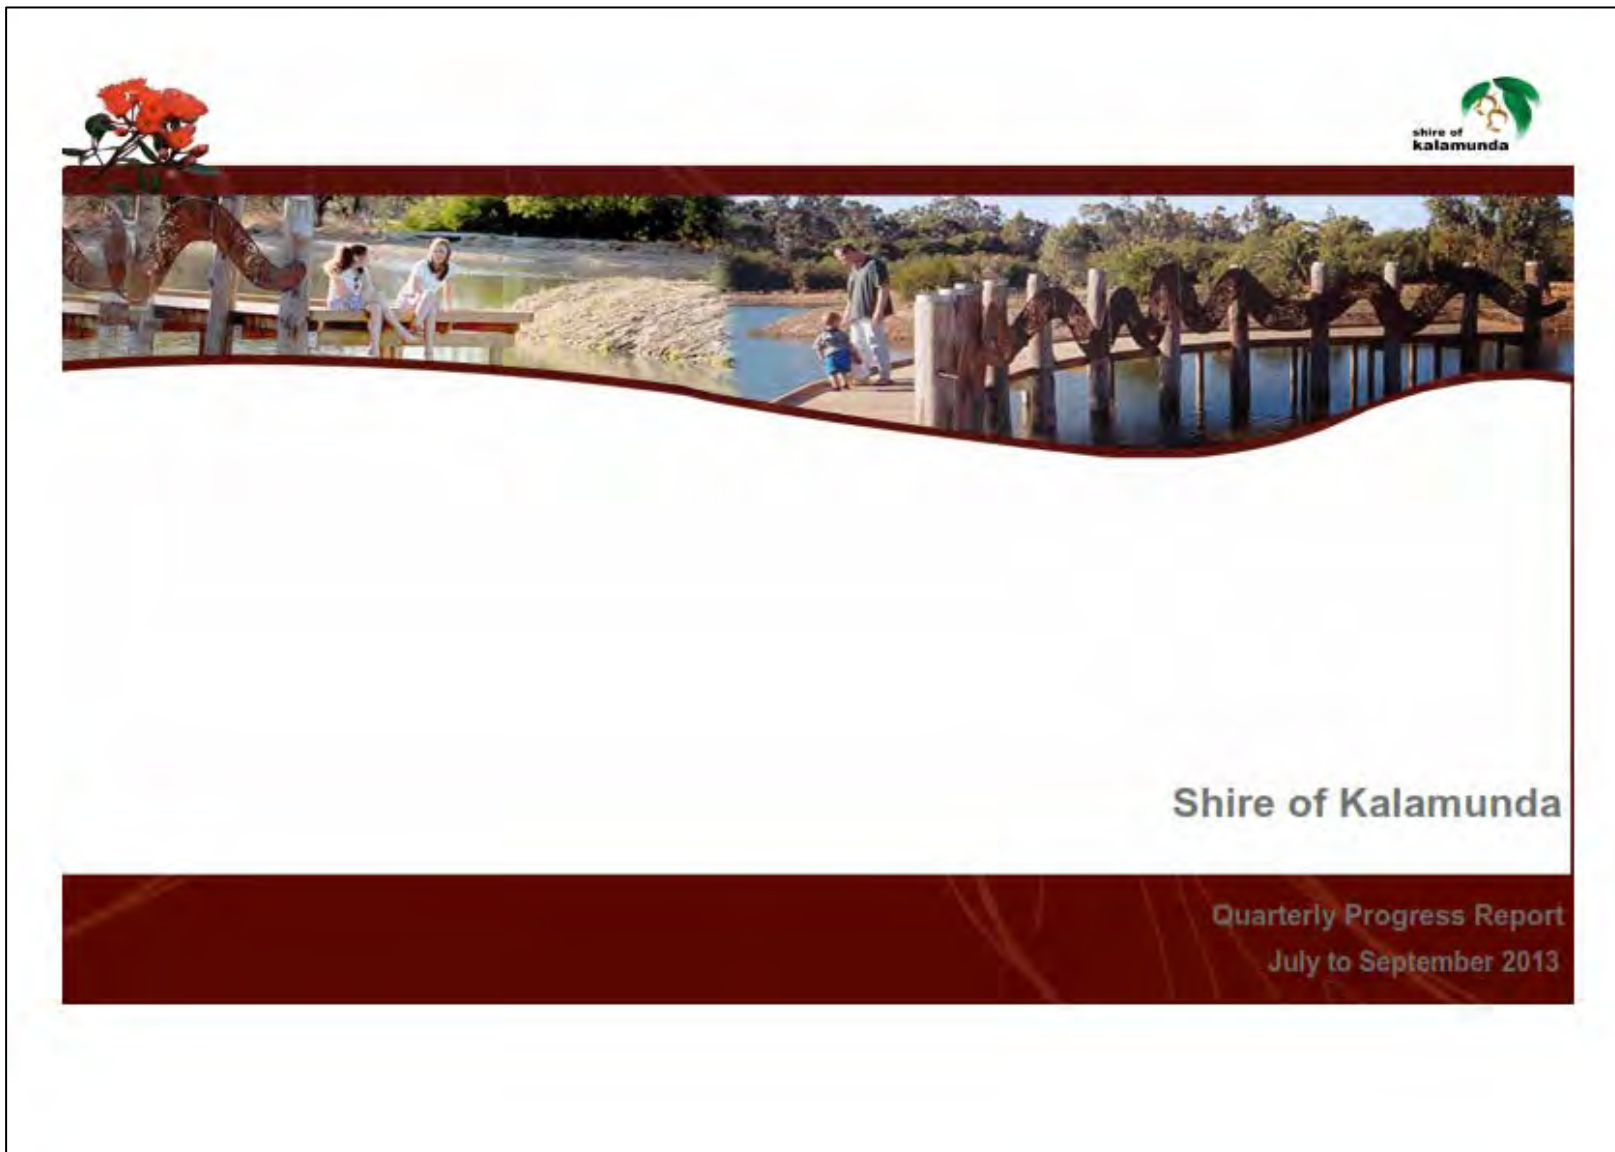 shire of
kalamunda
Shire of Kalamunda
Quarterly Progress Report
July to September 2013